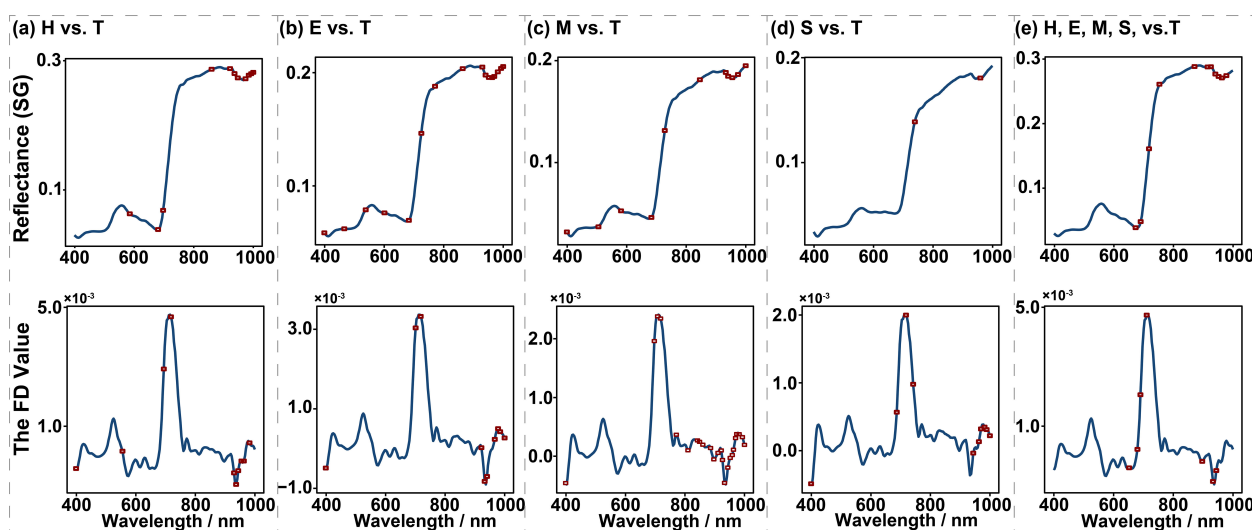 (a) H vs. T
(b) E vs. T
(c) M vs. T
(d) S vs. T
(e) H, E, M, S, vs.T
Reflectance (SG)
0.3
0.1
400 600 800 1000
0.2
0.1
400 600 800 1000
0.2
0.1
400 600 800 1000
0.2
0.1
400 600 800 1000
0.3
0.2
0.1
400 600 800 1000
The FD Value
×10⁻³
5.0
1.0
400 600 800 1000
Wavelength / nm
×10⁻³
3.0
1.0
−1.0
400 600 800 1000
Wavelength / nm
×10⁻³
2.0
1.0
0.0
400 600 800 1000
Wavelength / nm
×10⁻³
2.0
1.0
0.0
400 600 800 1000
Wavelength / nm
×10⁻³
5.0
1.0
400 600 800 1000
Wavelength / nm